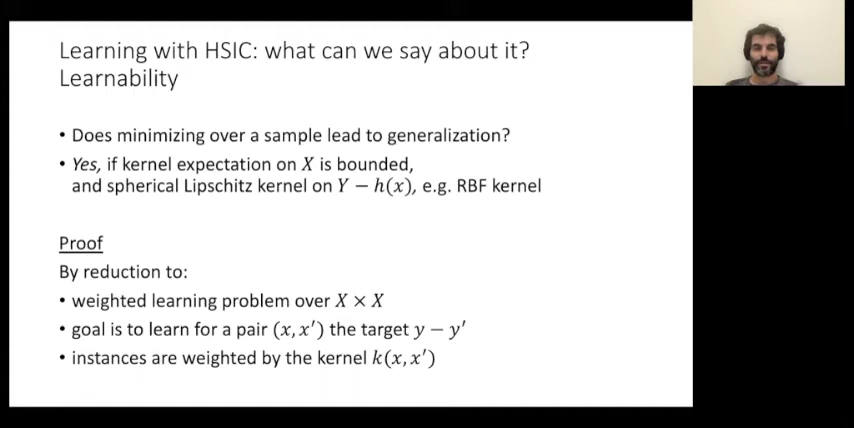 Learning with HSIC: what can we say about it?
Learnability
• Does minimizing over a sample lead to generalization?
• Yes, if kernel expectation on X is bounded,
and spherical Lipschitz kernel on Y − h(x), e.g. RBF kernel
Proof
By reduction to:
• weighted learning problem over X × X
• goal is to learn for a pair (x, x′) the target y − y′
• instances are weighted by the kernel k(x, x′)